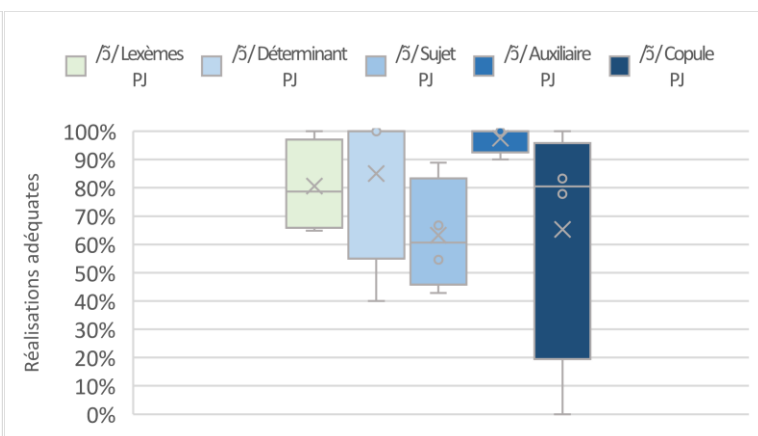 /ɔ̃/ Lexèmes PJ
/ɔ̃/ Déterminant PJ
/ɔ̃/ Sujet PJ
/ɔ̃/ Auxiliaire PJ
/ɔ̃/ Copule PJ
Réalisations adéquates
100%
90%
80%
70%
60%
50%
40%
30%
20%
10%
0%